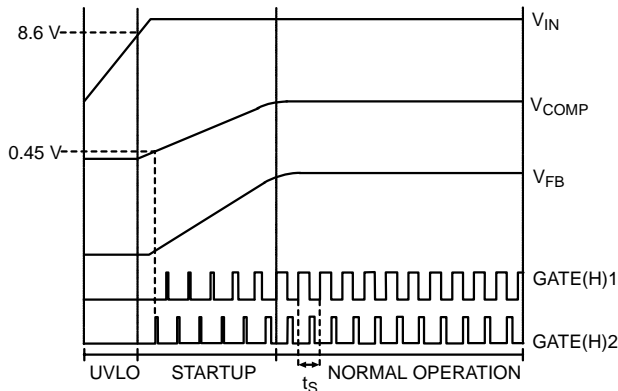 8.6 V
V_IN
V_COMP
0.45 V
V_FB
GATE(H)1
GATE(H)2
UVLO STARTUP NORMAL OPERATION
t_S